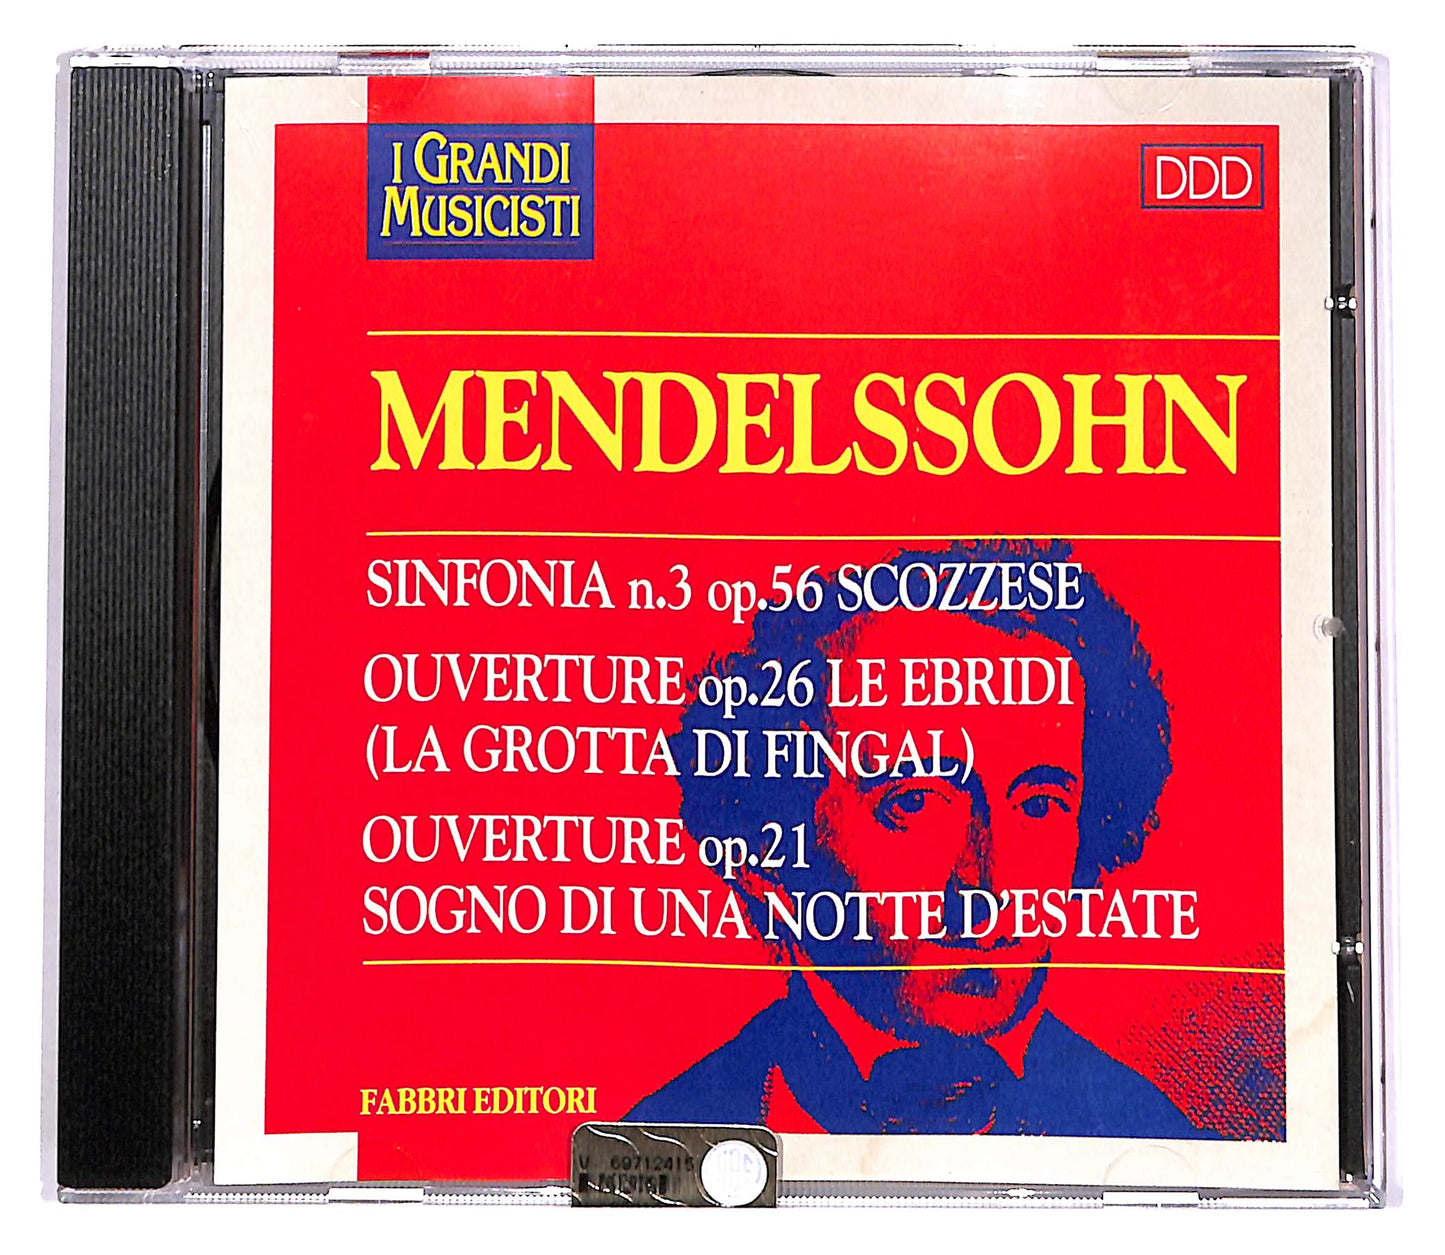 I GRANDI
MUSICISTI
DDD
MENDELSSOHN
SINFONIA n.3 op.56 SCOZZESE
OUVERTURE op.26 LE EBRIDI
(LA GROTTA DI FINGAL)
OUVERTURE op.21
SOGNO DI UNA NOTTE D'ESTATE
FABBRI EDITORI
V 69712415